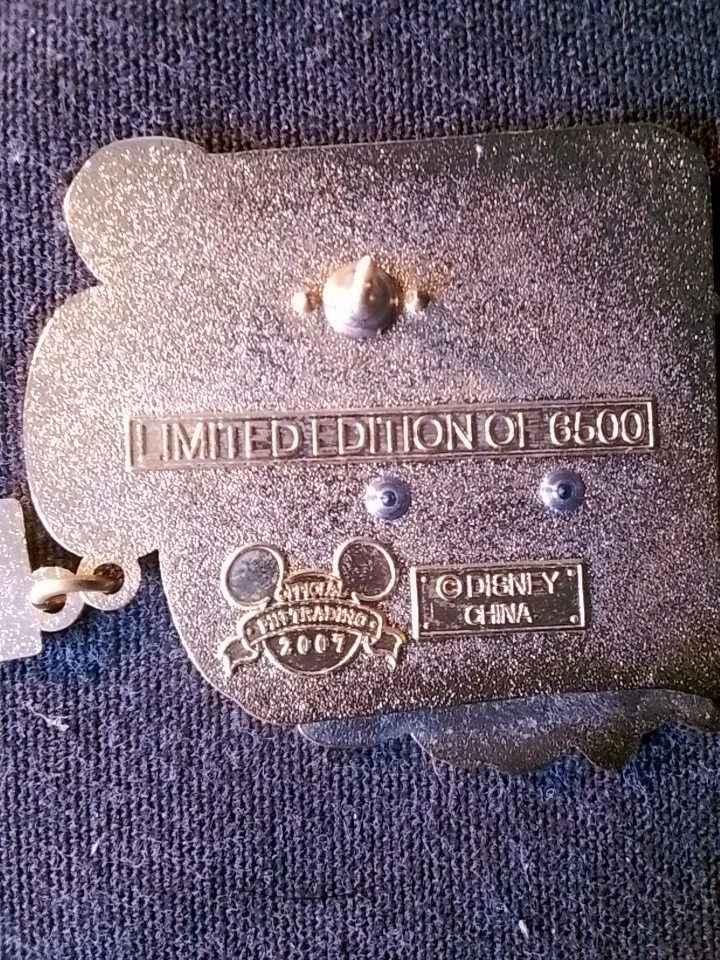 LIMITED EDITION OF 6500
OFFICIAL
PIN TRADING
2007
© DISNEY
CHINA